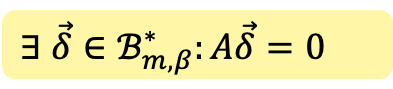 ∃ δ⃗ ∈ ℬ*ₘ,ᵦ: Aδ⃗ = 0